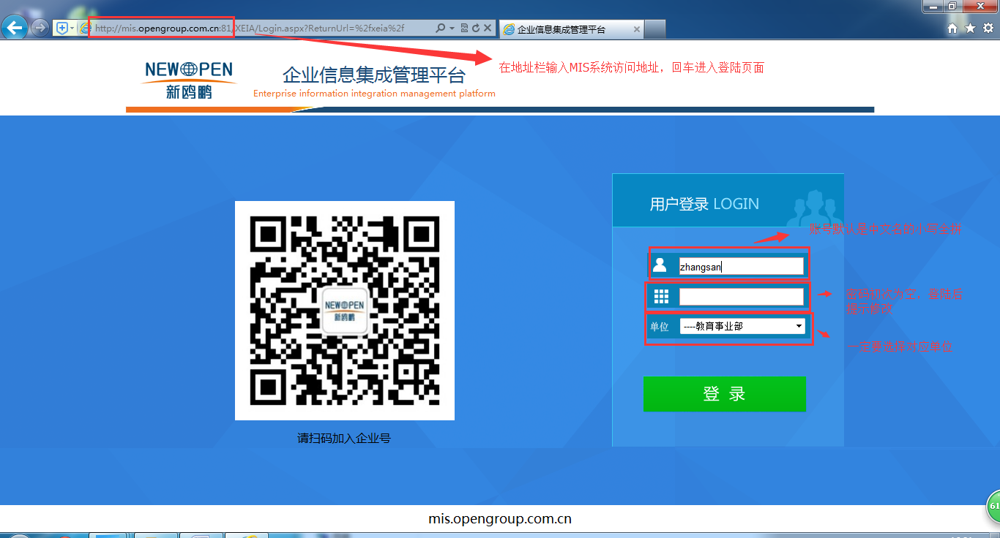 http://mis.opengroup.com.cn:81/XEIA/Login.aspx?ReturnUrl=%2fxeia%2f
企业信息集成管理平台
NEW OPEN
新鸥鹏
企业信息集成管理平台
Enterprise information integration management platform
在地址栏输入MIS系统访问地址，回车进入登陆页面
用户登录 LOGIN
zhangsan
单位
----教育事业部
登 录
NEW OPEN
新鸥鹏
请扫码加入企业号
61
mis.opengroup.com.cn